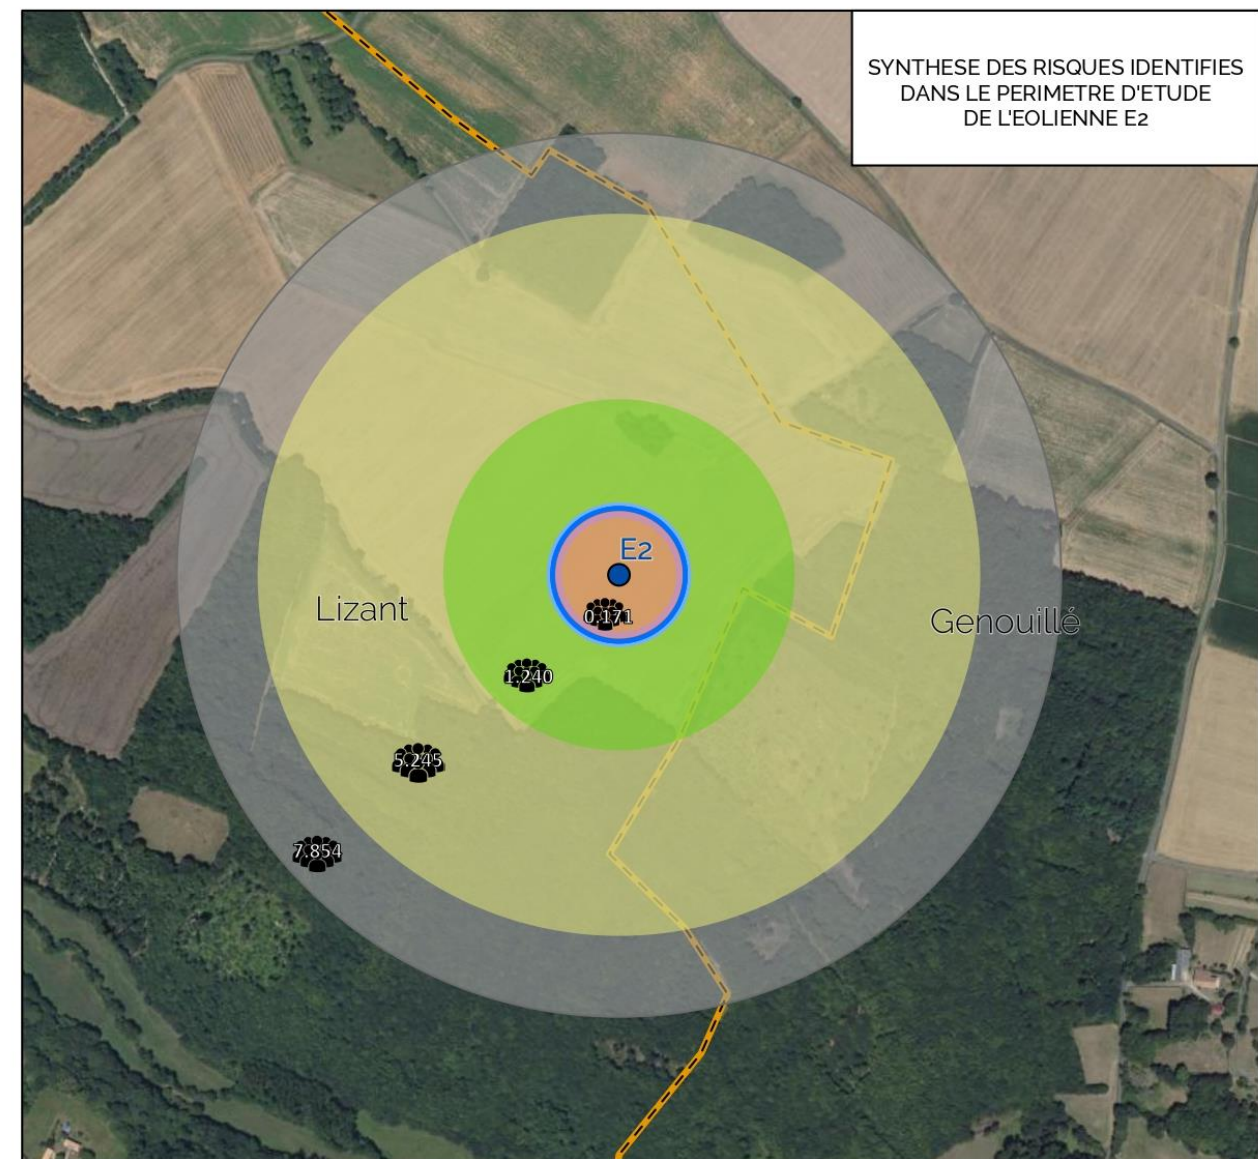 SYNTHESE DES RISQUES IDENTIFIES
DANS LE PERIMETRE D'ETUDE
DE L'EOLIENNE E2
E2
Lizant
0.171
Genouillé
1.240
5.245
7.854